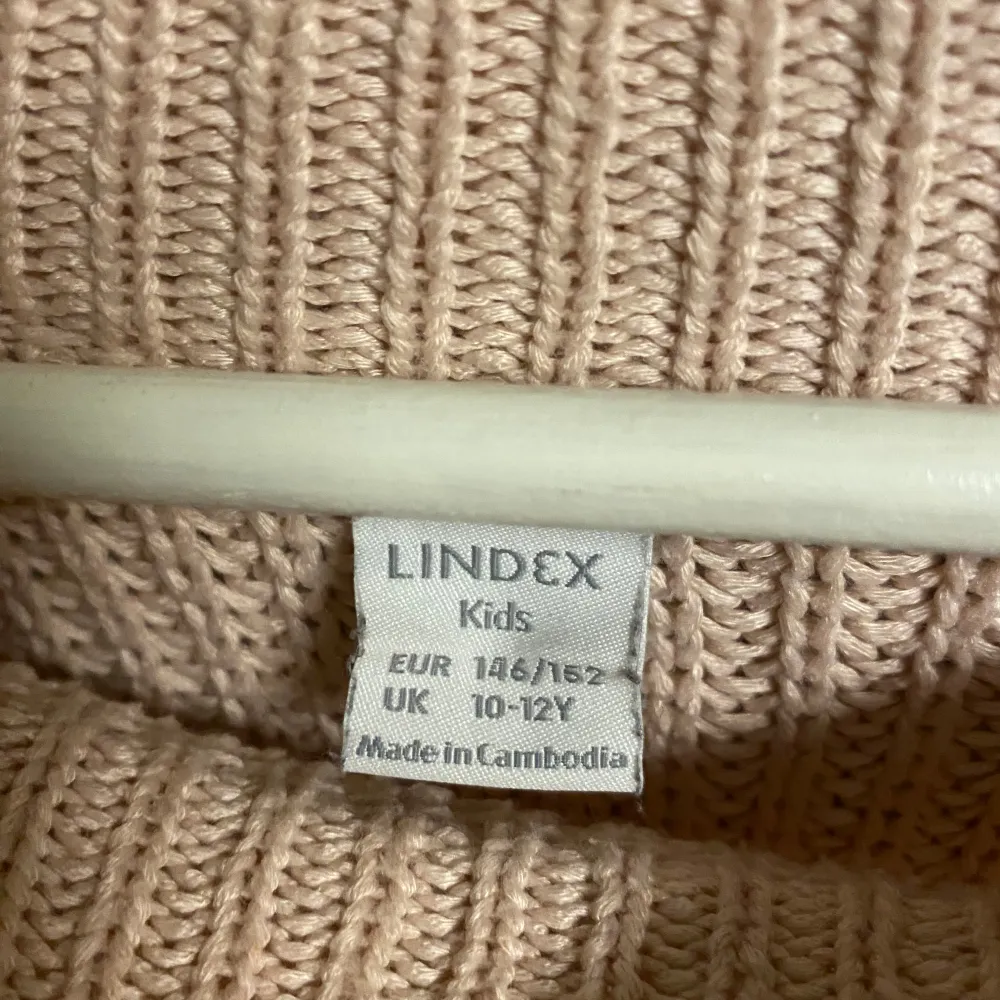 LINDEX
Kids
EUR 146/152
UK 10-12Y
Made in Cambodia